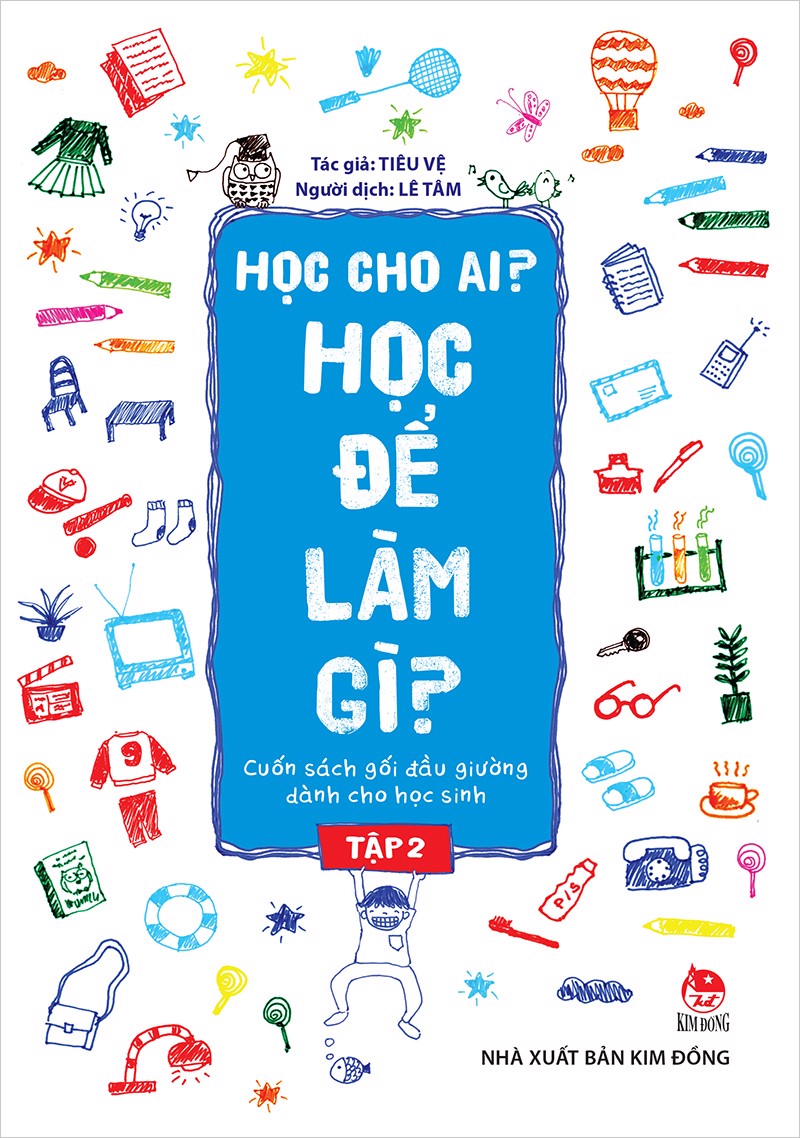 Tác giả: TIÊU VỆ
Người dịch: LÊ TÂM
HỌC CHO AI?
HỌC
ĐỂ
LÀM
GÌ?
Cuốn sách gối đầu giường
dành cho học sinh
TẬP 2
9
P/S
Kđ
KIM ĐỒNG
NHÀ XUẤT BẢN KIM ĐỒNG